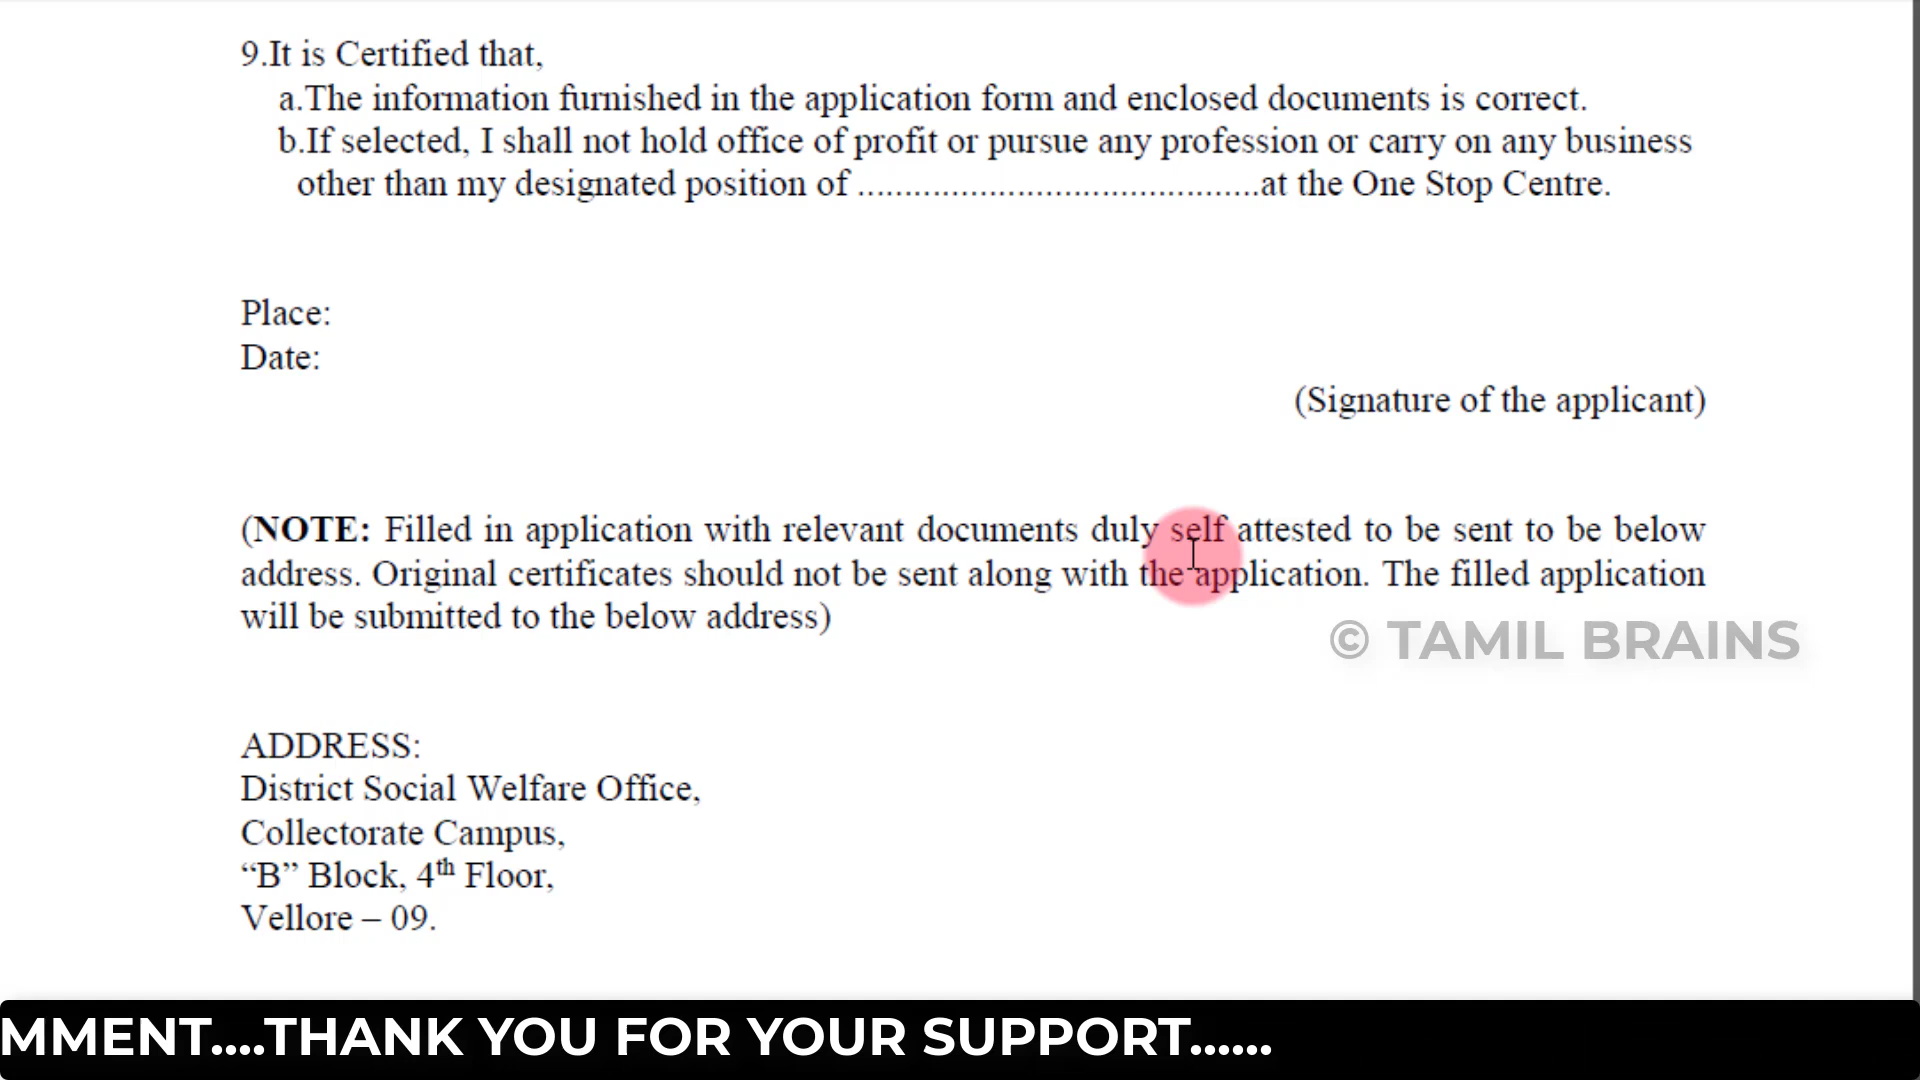 9.It is Certified that,
a.The information furnished in the application form and enclosed documents is correct.
b.If selected, I shall not hold office of profit or pursue any profession or carry on any business
other than my designated position of ...........................................at the One Stop Centre.
Place:
Date:
(Signature of the applicant)
(NOTE: Filled in application with relevant documents duly self attested to be sent to be below
address. Original certificates should not be sent along with the application. The filled application
will be submitted to the below address)
© TAMIL BRAINS
ADDRESS:
District Social Welfare Office,
Collectorate Campus,
“B” Block, 4th Floor,
Vellore – 09.
MMENT....THANK YOU FOR YOUR SUPPORT......